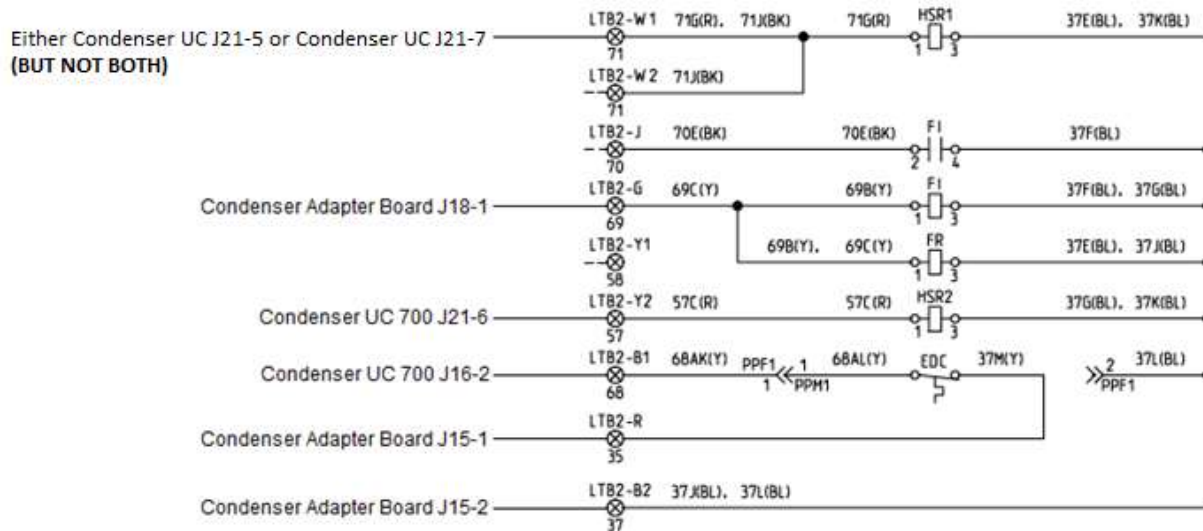 LTB2-W1 71G(R). 71J(BK) 71G(R) HSR1 37E(BL). 37K(BL)
Either Condenser UC J21-5 or Condenser UC J21-7
(BUT NOT BOTH)
71 1 3
LTB2-W2 71J(BK)
71
LTB2-J 70E(BK) 70E(BK) FI 37F(BL)
70 2 4
LTB2-G 69C(Y) 69B(Y) FI 37F(BL). 37G(BL)
Condenser Adapter Board J18-1
69 1 3
LTB2-Y1 69B(Y). 69C(Y) FR 37E(BL). 37J(BL)
58 1 3
LTB2-Y2 57C(R) 57C(R) HSR2 37G(BL). 37K(BL)
Condenser UC 700 J21-6
57 1 3
LTB2-B1 68AK(Y) PPF1 1 68AL(Y) EDC 37M(Y) 2 37L(BL)
Condenser UC 700 J16-2
68 1 PPM1 PPF1
LTB2-R
Condenser Adapter Board J15-1
35
LTB2-B2 37J(BL). 37L(BL)
Condenser Adapter Board J15-2
37